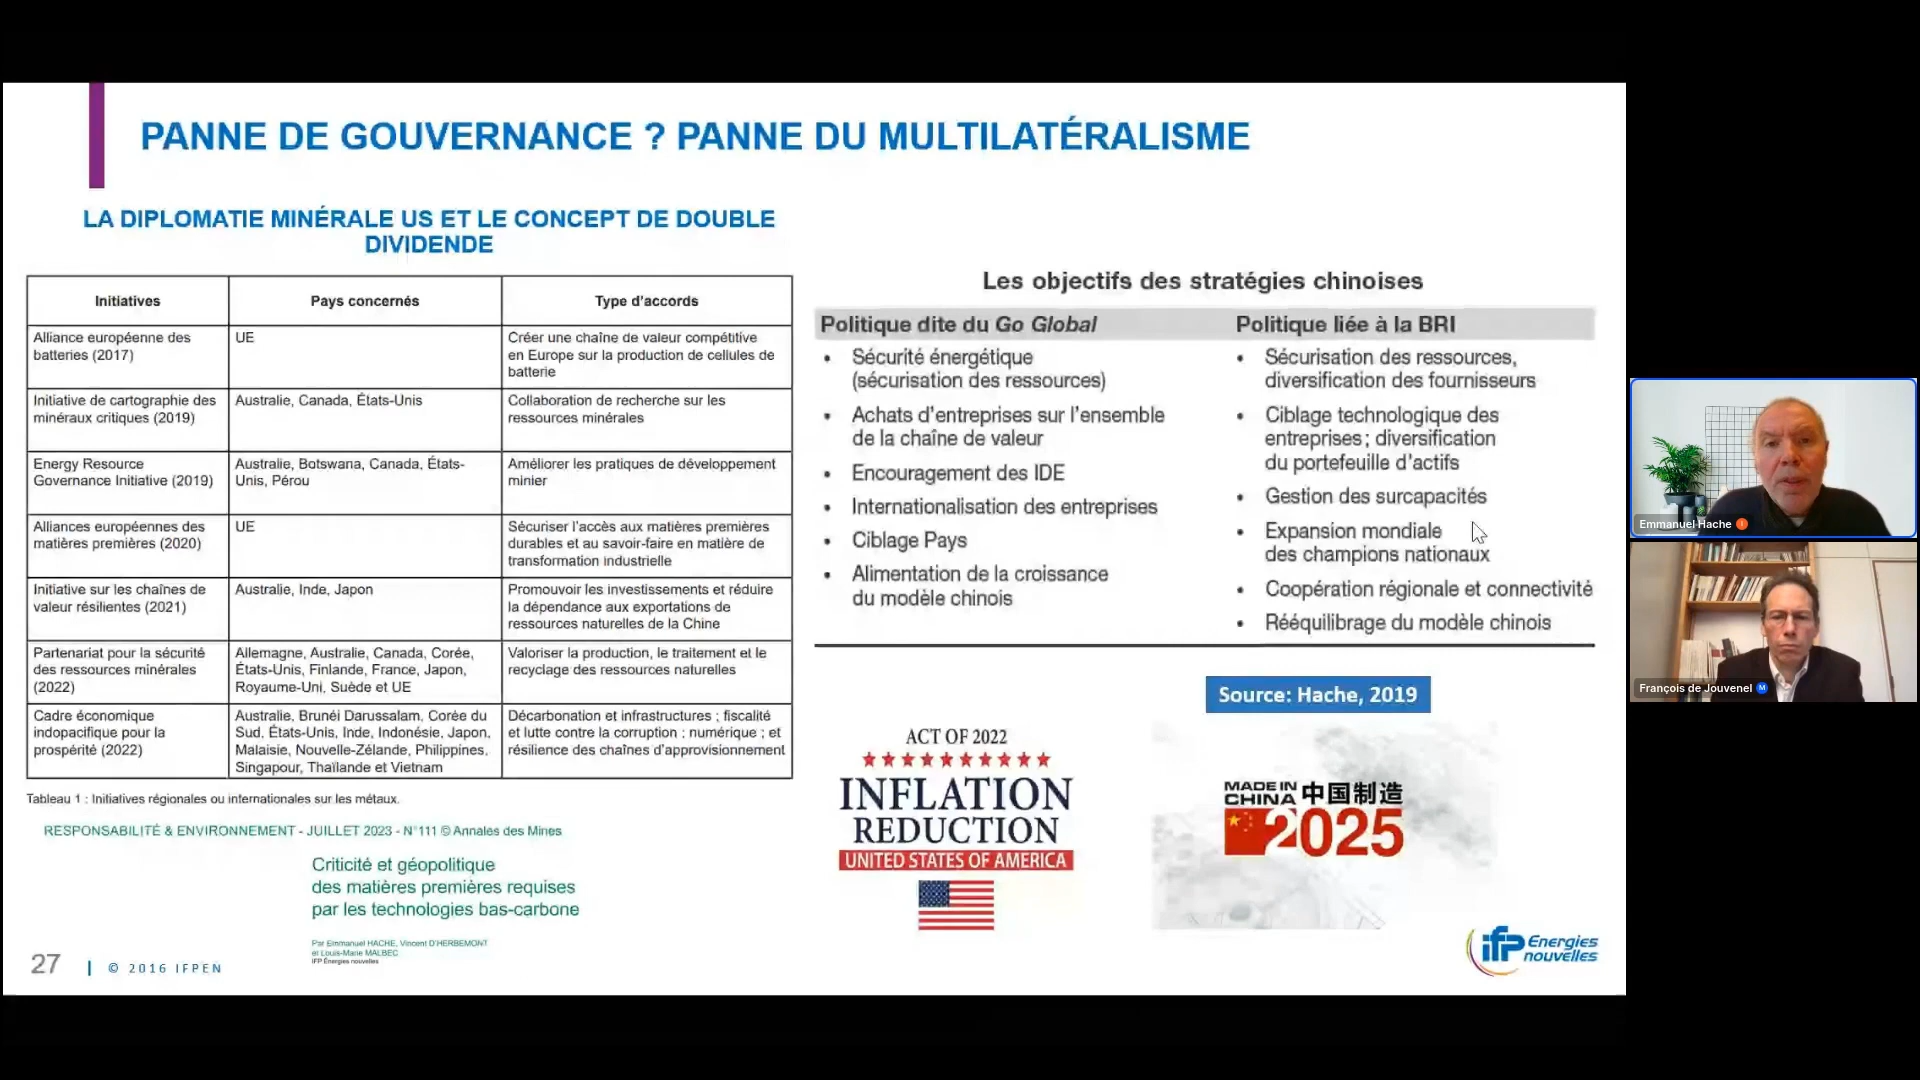 PANNE DE GOUVERNANCE ? PANNE DU MULTILATÉRALISME
LA DIPLOMATIE MINÉRALE US ET LE CONCEPT DE DOUBLE
DIVIDENDE
Initiatives
Pays concernés
Type d'accords
Alliance européenne des
batteries (2017)
UE
Créer une chaîne de valeur compétitive
en Europe sur la production de cellules de
batterie
Initiative de cartographie des
minéraux critiques (2019)
Australie, Canada, États-Unis
Collaboration de recherche sur les
ressources minérales
Energy Resource
Governance Initiative (2019)
Australie, Botswana, Canada, États-
Unis, Pérou
Améliorer les pratiques de développement
minier
Alliances européennes des
matières premières (2020)
UE
Sécuriser l'accès aux matières premières
durables et au savoir-faire en matière de
transformation industrielle
Initiative sur les chaînes de
valeur résilientes (2021)
Australie, Inde, Japon
Promouvoir les investissements et réduire
la dépendance aux exportations de
ressources naturelles de la Chine
Partenariat pour la sécurité
des ressources minérales
(2022)
Allemagne, Australie, Canada, Corée,
États-Unis, Finlande, France, Japon,
Royaume-Uni, Suède et UE
Valoriser la production, le traitement et le
recyclage des ressources naturelles
Cadre économique
indopacifique pour la
prospérité (2022)
Australie, Brunéi Darussalam, Corée du
Sud, États-Unis, Inde, Indonésie, Japon,
Malaisie, Nouvelle-Zélande, Philippines,
Singapour, Thaïlande et Vietnam
Décarbonation et infrastructures ; fiscalité
et lutte contre la corruption ; numérique ; et
résilience des chaînes d'approvisionnement
Tableau 1 : Initiatives régionales ou internationales sur les métaux.
RESPONSABILITÉ & ENVIRONNEMENT - JUILLET 2023 - N°111 © Annales des Mines
Criticité et géopolitique
des matières premières requises
par les technologies bas-carbone
Par Emmanuel HACHE, Vincent D'HERBEMONT
et Louis-Marie MALBEC
IFP Énergies nouvelles
27
© 2016 IFPEN
Les objectifs des stratégies chinoises
Politique dite du Go Global
• Sécurité énergétique
(sécurisation des ressources)
• Achats d'entreprises sur l'ensemble
de la chaîne de valeur
• Encouragement des IDE
• Internationalisation des entreprises
• Ciblage Pays
• Alimentation de la croissance
du modèle chinois
Politique liée à la BRI
• Sécurisation des ressources,
diversification des fournisseurs
• Ciblage technologique des
entreprises ; diversification
du portefeuille d'actifs
• Gestion des surcapacités
• Expansion mondiale
des champions nationaux
• Coopération régionale et connectivité
• Rééquilibrage du modèle chinois
Source: Hache, 2019
ACT OF 2022
INFLATION
REDUCTION
UNITED STATES OF AMERICA
MADE IN
CHINA 中国制造
2025
ifp Energies
nouvelles
Emmanuel Hache
François de Jouvenel